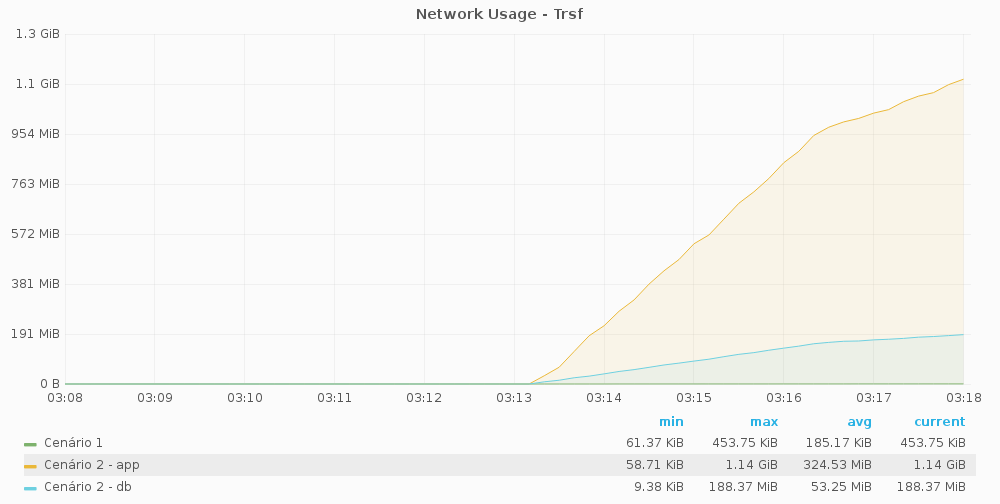 Network Usage - Trsf
1.3 GiB
1.1 GiB
954 MiB
763 MiB
572 MiB
381 MiB
191 MiB
0 B
03:08 03:09 03:10 03:11 03:12 03:13 03:14 03:15 03:16 03:17 03:18
min max avg current
Cenário 1 61.37 KiB 453.75 KiB 185.17 KiB 453.75 KiB
Cenário 2 - app 58.71 KiB 1.14 GiB 324.53 MiB 1.14 GiB
Cenário 2 - db 9.38 KiB 188.37 MiB 53.25 MiB 188.37 MiB